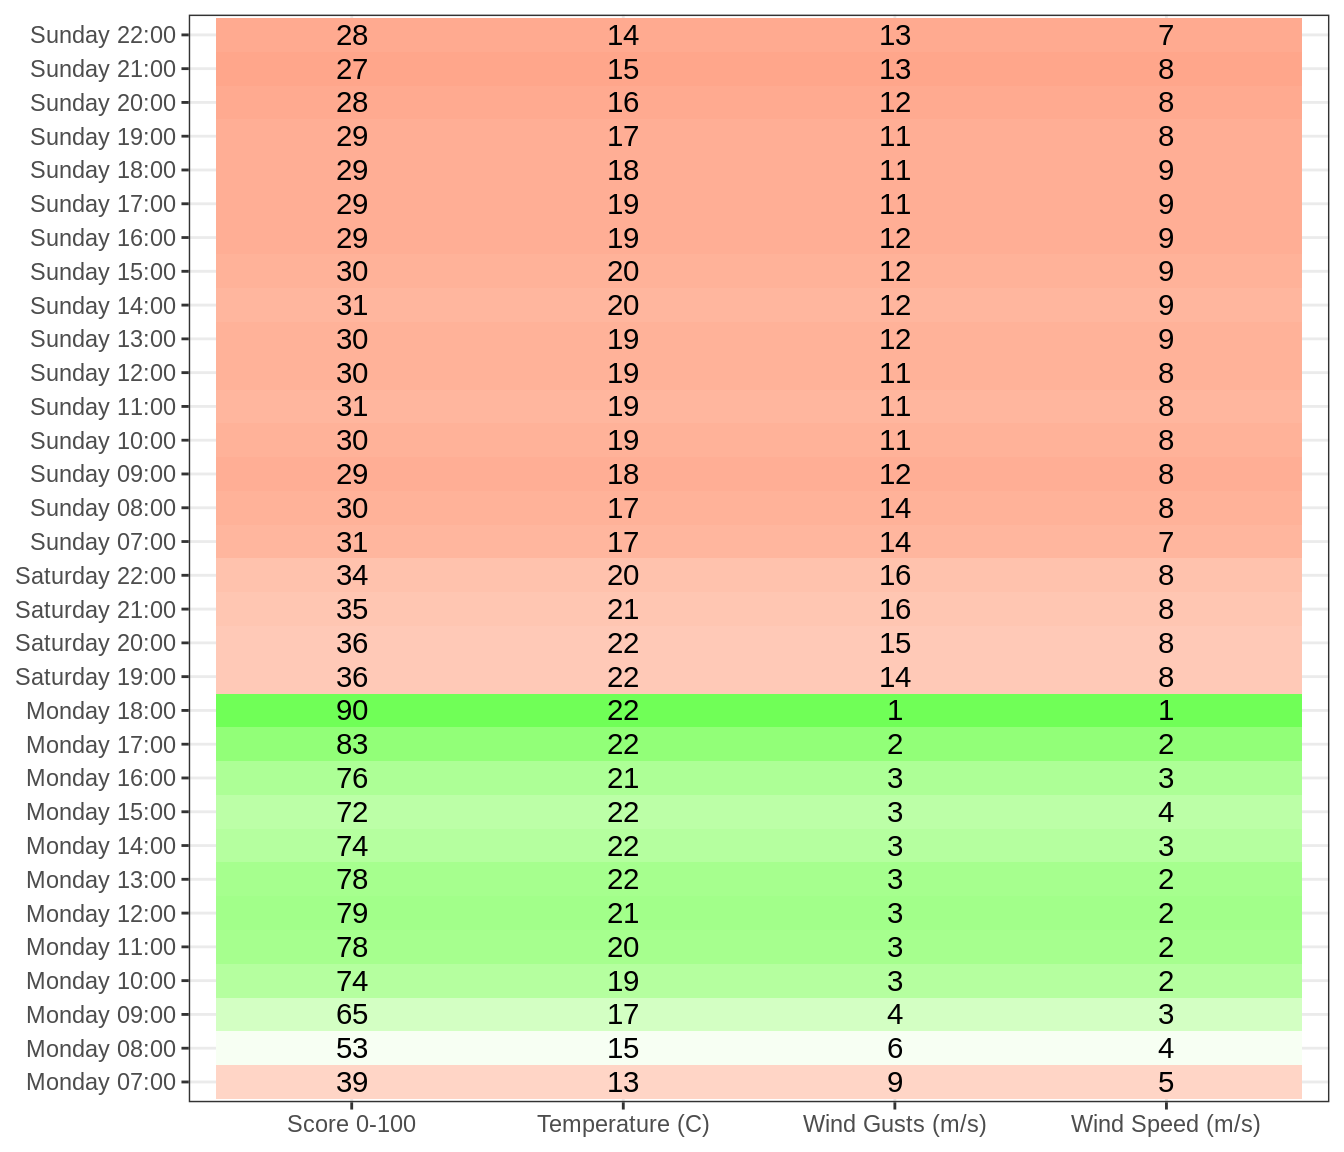 Sunday 22:00 28 14 13 7
Sunday 21:00 27 15 13 8
Sunday 20:00 28 16 12 8
Sunday 19:00 29 17 11 8
Sunday 18:00 29 18 11 9
Sunday 17:00 29 19 11 9
Sunday 16:00 29 19 12 9
Sunday 15:00 30 20 12 9
Sunday 14:00 31 20 12 9
Sunday 13:00 30 19 12 9
Sunday 12:00 30 19 11 8
Sunday 11:00 31 19 11 8
Sunday 10:00 30 19 11 8
Sunday 09:00 29 18 12 8
Sunday 08:00 30 17 14 8
Sunday 07:00 31 17 14 7
Saturday 22:00 34 20 16 8
Saturday 21:00 35 21 16 8
Saturday 20:00 36 22 15 8
Saturday 19:00 36 22 14 8
Monday 18:00 90 22 1 1
Monday 17:00 83 22 2 2
Monday 16:00 76 21 3 3
Monday 15:00 72 22 3 4
Monday 14:00 74 22 3 3
Monday 13:00 78 22 3 2
Monday 12:00 79 21 3 2
Monday 11:00 78 20 3 2
Monday 10:00 74 19 3 2
Monday 09:00 65 17 4 3
Monday 08:00 53 15 6 4
Monday 07:00 39 13 9 5
Score 0-100 Temperature (C) Wind Gusts (m/s) Wind Speed (m/s)